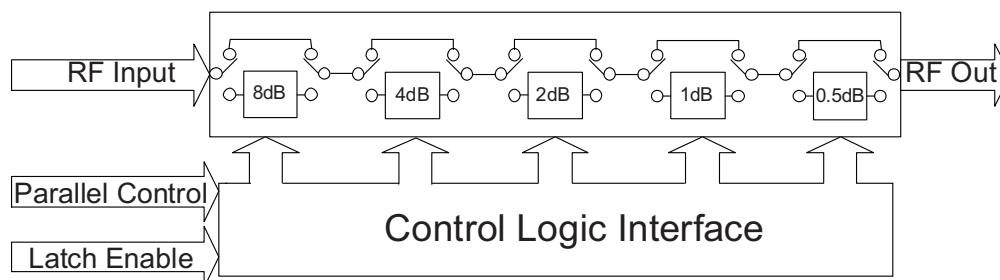 RF Input
8dB
4dB
2dB
1dB
0.5dB
RF Out
Parallel Control
Control Logic Interface
Latch Enable